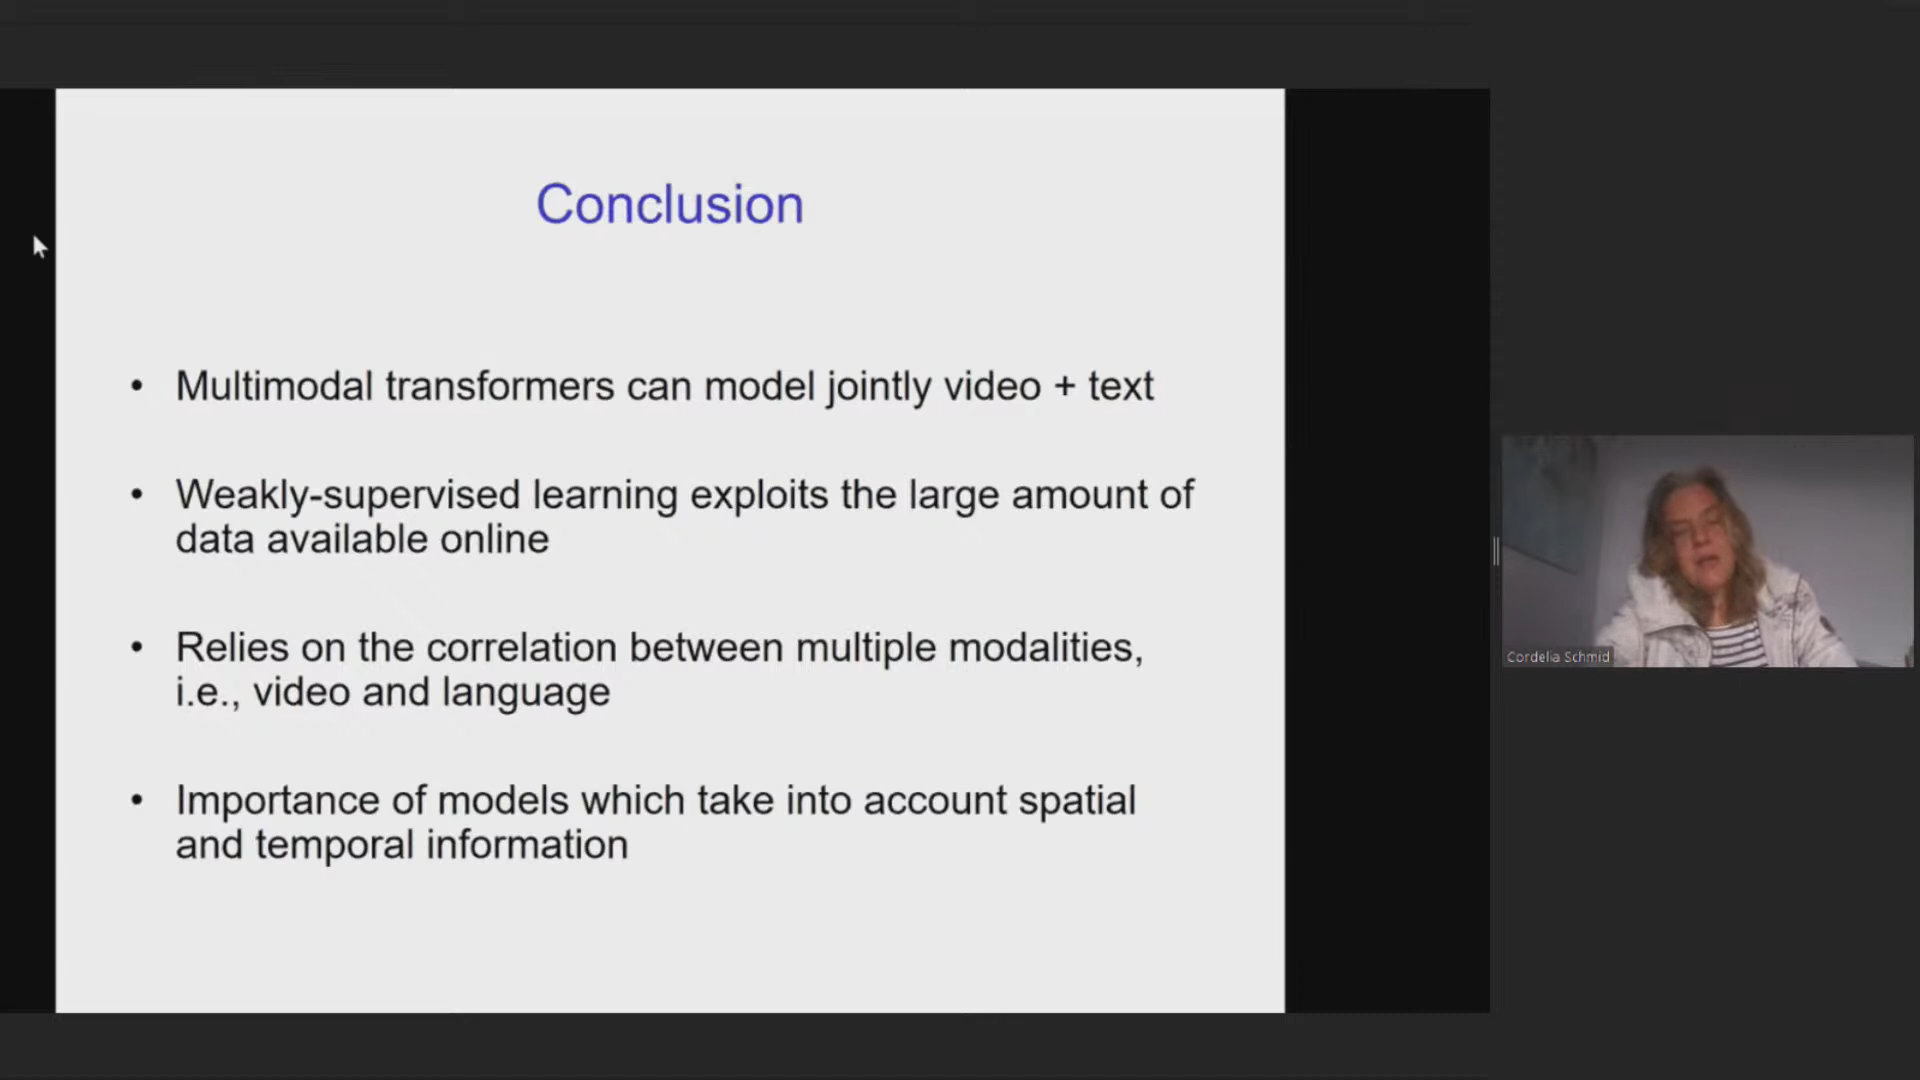 Conclusion
• Multimodal transformers can model jointly video + text
• Weakly-supervised learning exploits the large amount of
data available online
• Relies on the correlation between multiple modalities,
i.e., video and language
• Importance of models which take into account spatial
and temporal information
Cordelia Schmid